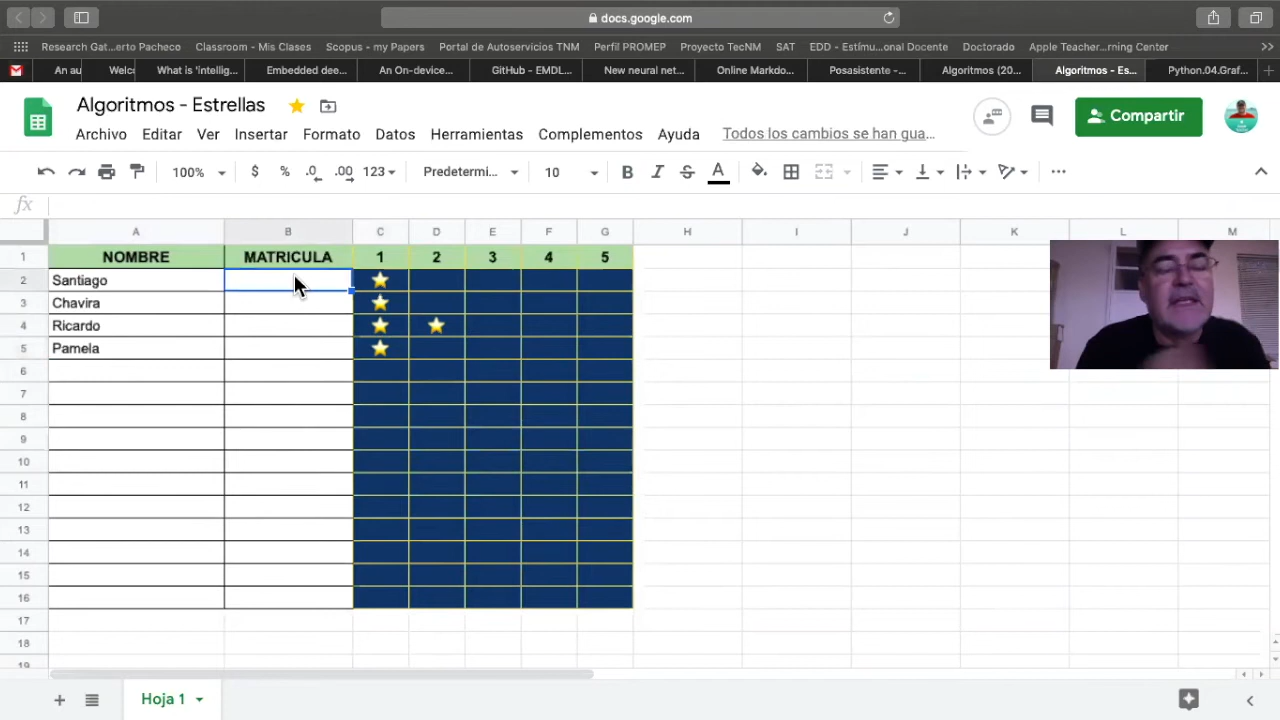 docs.google.com
Research Gat...erto Pacheco Classroom - Mis Clases Scopus - my Papers Portal de Autoservicios TNM Perfil PROMEP Proyecto TecNM SAT EDD - Estímu...onal Docente Doctorado Apple Teacher...rning Center
An au Welc What is 'intellig... Embedded dee... An On-device... GitHub - EMDL... New neural net... Online Markdo... Posasistente -... Algoritmos (20... Algoritmos - Es... Python.04.Graf...
Algoritmos - Estrellas
Archivo Editar Ver Insertar Formato Datos Herramientas Complementos Ayuda Todos los cambios se han gua...
Compartir
100% $ % .0 .00 123 Predetermi... 10 B I S A
fx
A B C D E F G H I J K L M
1 NOMBRE MATRICULA 1 2 3 4 5
2 Santiago
3 Chavira
4 Ricardo
5 Pamela
6
7
8
9
10
11
12
13
14
15
16
17
18
19
Hoja 1